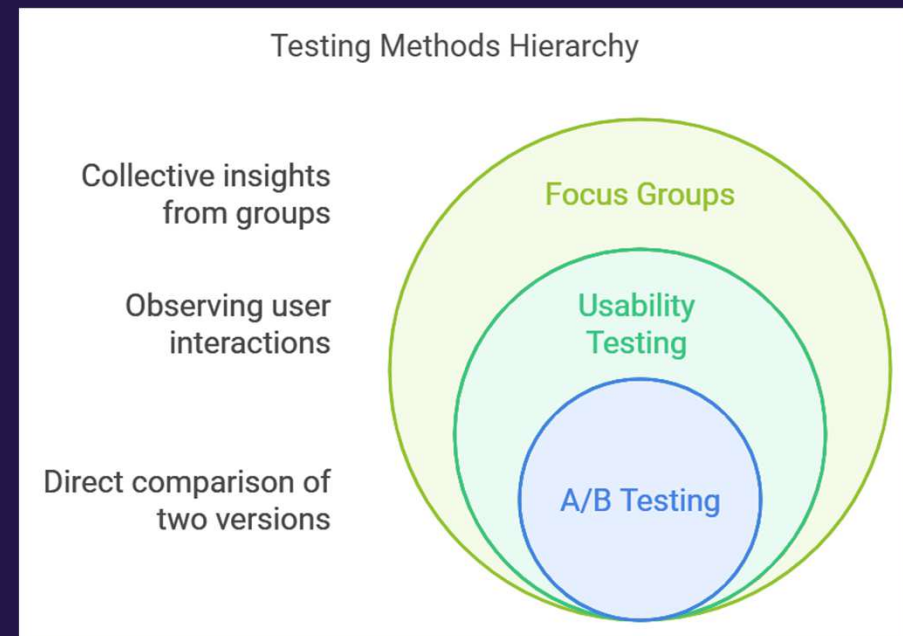 Testing Methods Hierarchy
Collective insights
from groups
Focus Groups
Observing user
interactions
Usability
Testing
Direct comparison of
two versions
A/B Testing